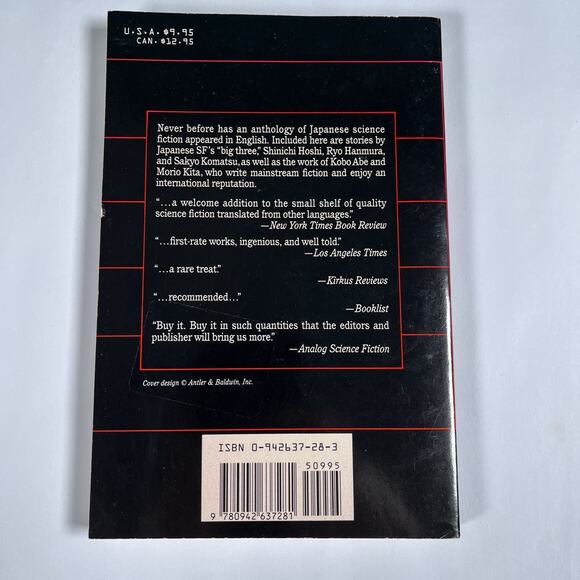 U.S.A. $9.95
CAN. $12.95
Never before has an anthology of Japanese science
fiction appeared in English. Included here are stories by
Japanese SF's "big three," Shinichi Hoshi, Ryo Hanmura,
and Sakyo Komatsu, as well as the work of Kobo Abé and
Morio Kita, who write mainstream fiction and enjoy an
international reputation.
"...a welcome addition to the small shelf of quality
science fiction translated from other languages."
—New York Times Book Review
"...first-rate works, ingenious, and well told."
—Los Angeles Times
"...a rare treat."
—Kirkus Reviews
"...recommended..."
—Booklist
"Buy it. Buy it in such quantities that the editors and
publisher will bring us more."
—Analog Science Fiction
Cover design © Antler & Baldwin, Inc.
ISBN 0-942637-28-3
50995
9 780942 637281